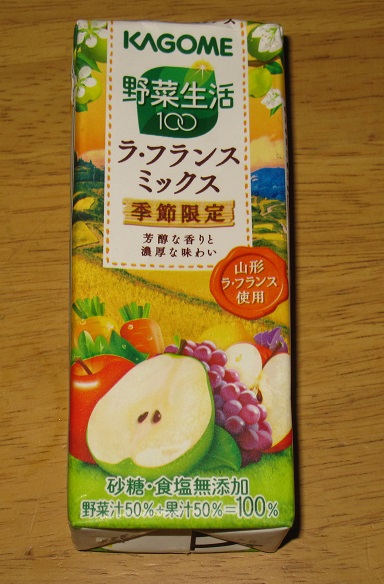 KAGOME
野菜生活
100
ラ・フランス
ミックス
季節限定
芳醇な香りと
濃厚な味わい
山形
ラ・フランス
使用
砂糖・食塩無添加
野菜汁50%+果汁50%=100%